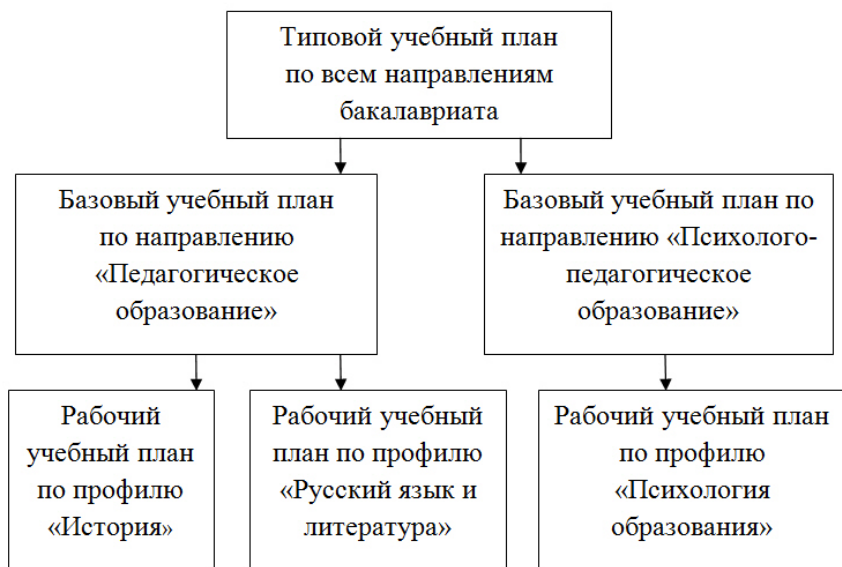 Типовой учебный план
по всем направлениям
бакалавриата
Базовый учебный план
по направлению
«Педагогическое
образование»
Базовый учебный план по
направлению «Психолого-
педагогическое
образование»
Рабочий
учебный план
по профилю
«История»
Рабочий учебный
план по профилю
«Русский язык и
литература»
Рабочий учебный план
по профилю
«Психология
образования»